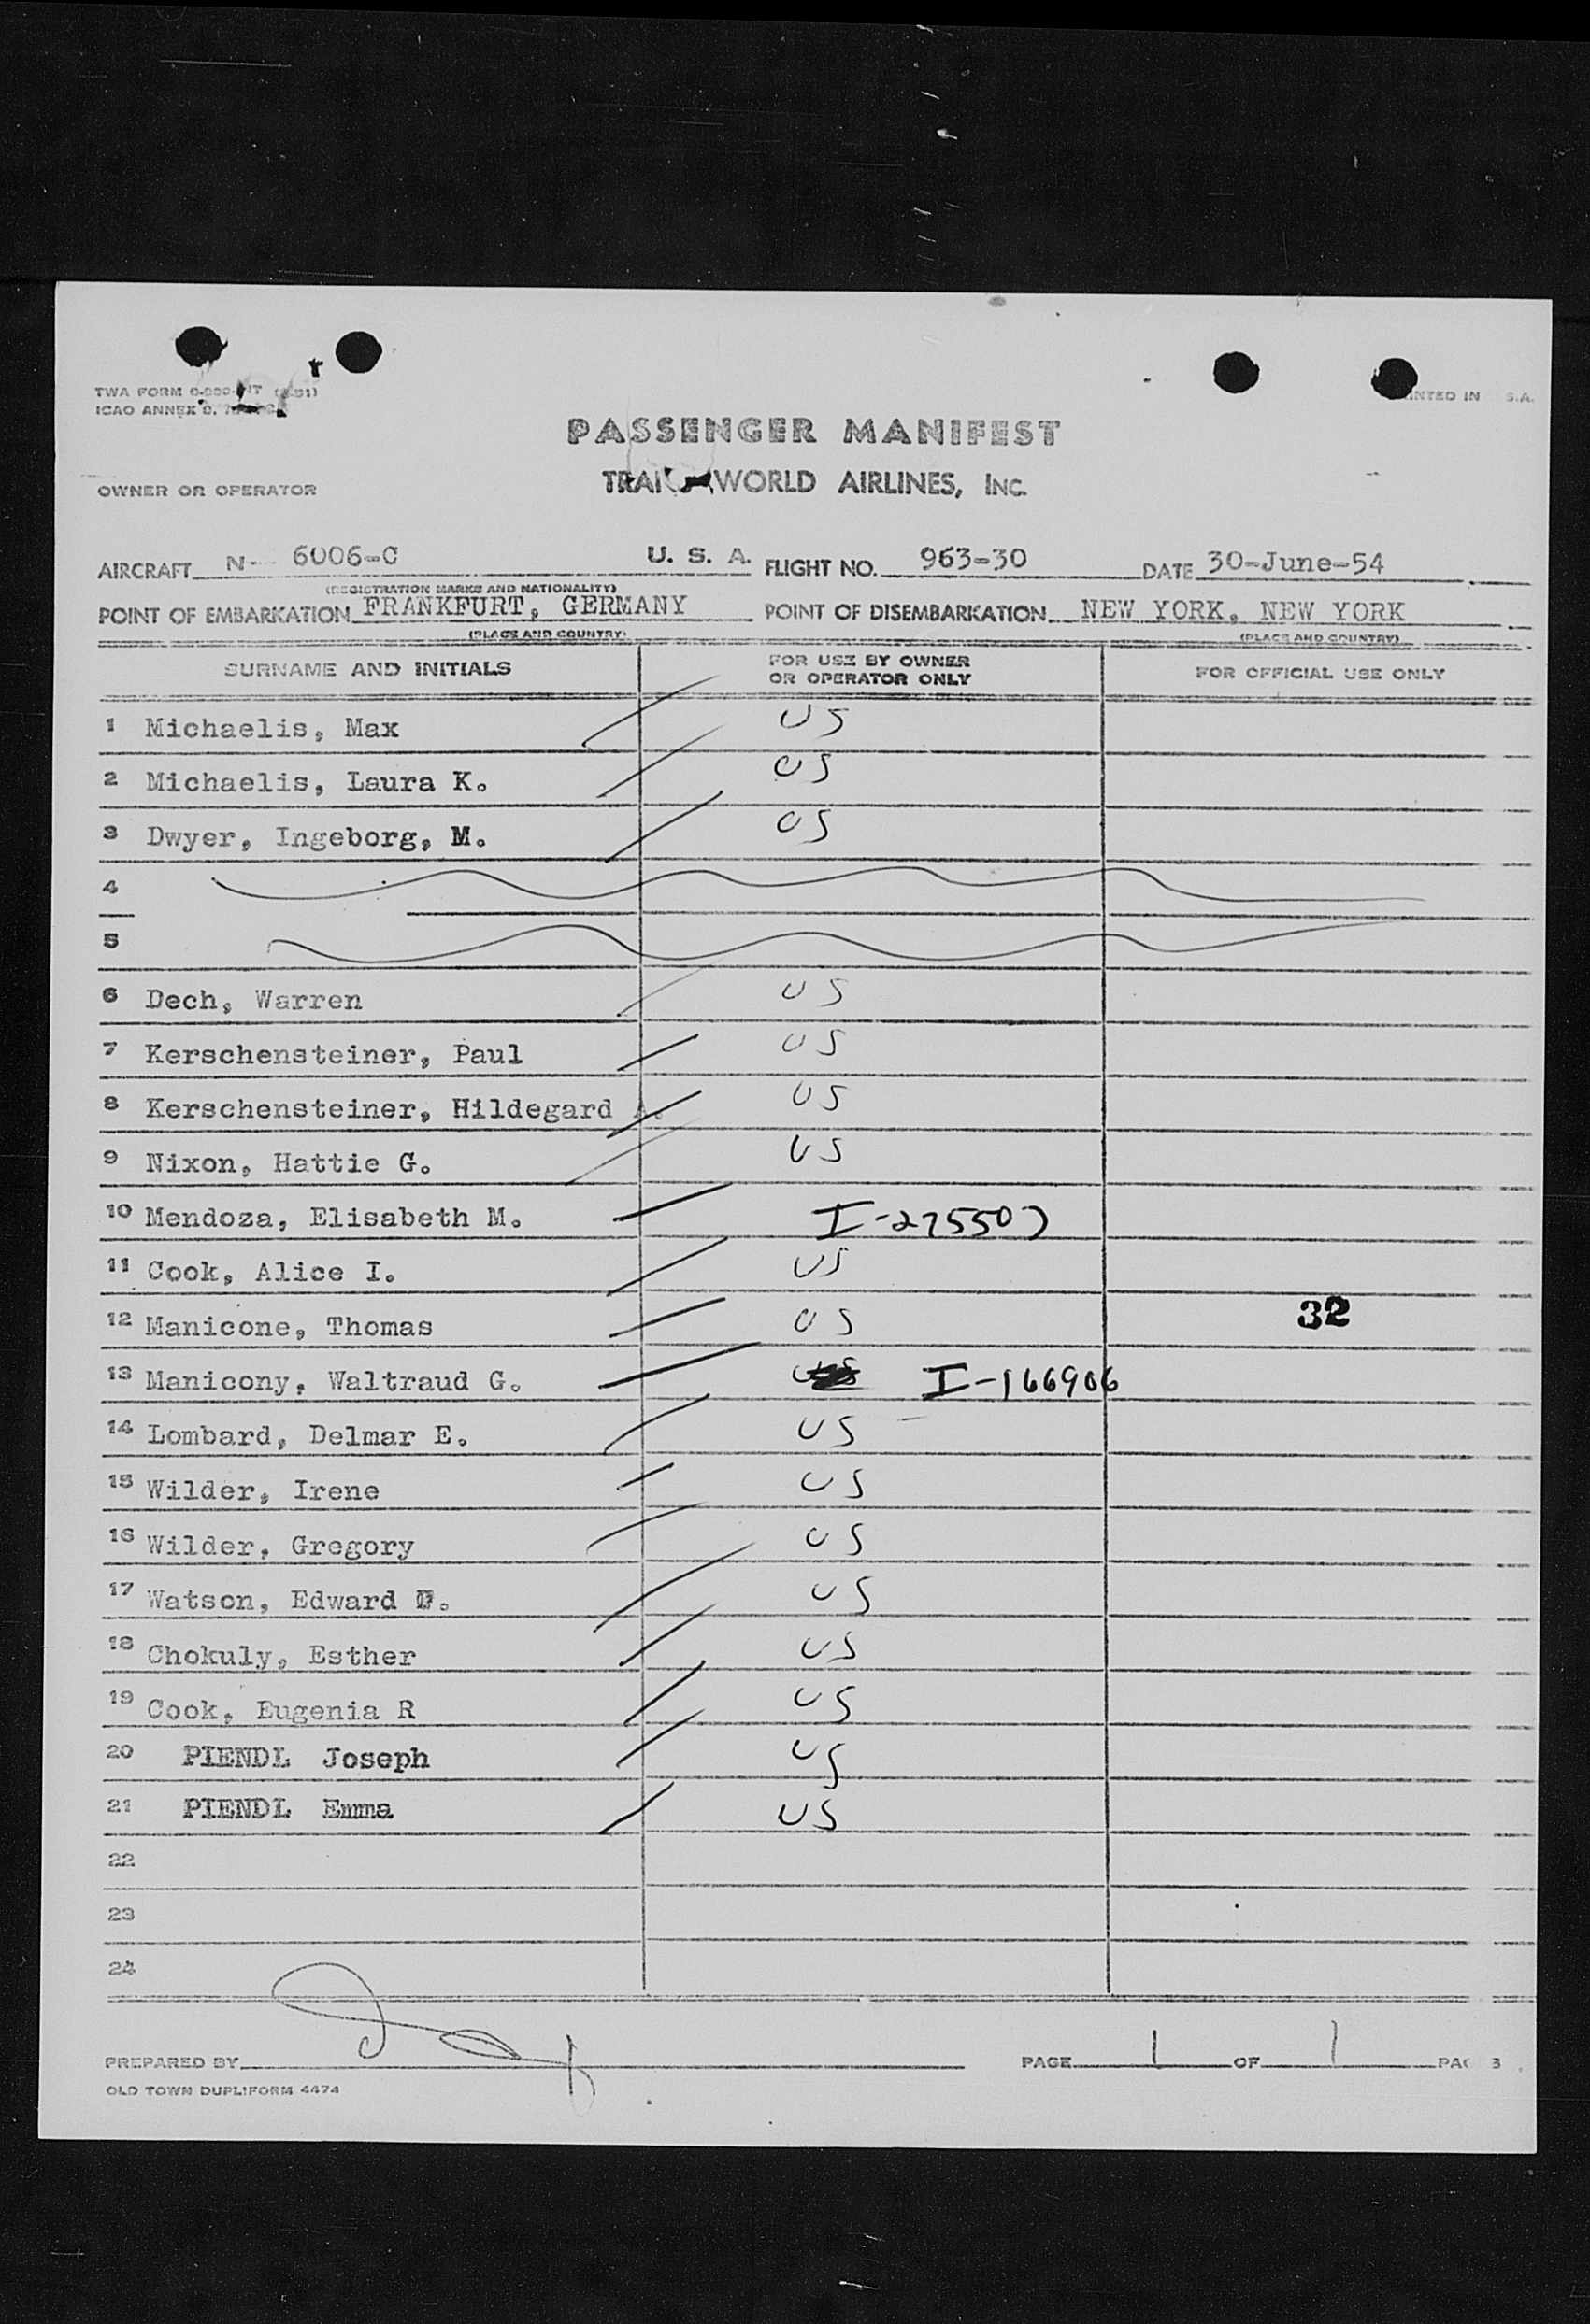 TWA FORM
ICAO ANNEX 9,
PRINTED IN U.S.A.
PASSENGER MANIFEST
TRANS WORLD AIRLINES, INC.
OWNER OR OPERATOR
AIRCRAFT N- 6006-C U. S. A. FLIGHT NO. 963-30 DATE 30-June-54
(REGISTRATION MARKS AND NATIONALITY)
POINT OF EMBARKATION FRANKFURT, GERMANY POINT OF DISEMBARKATION NEW YORK, NEW YORK
(PLACE AND COUNTRY) (PLACE AND COUNTRY)
SURNAME AND INITIALS FOR USE BY OWNER OR OPERATOR ONLY FOR OFFICIAL USE ONLY
1 Michaelis, Max US
2 Michaelis, Laura K. US
3 Dwyer, Ingeborg, M. US
4
5
6 Dech, Warren US
7 Kerschensteiner, Paul US
8 Kerschensteiner, Hildegard A. US
9 Nixon, Hattie G. US
10 Mendoza, Elisabeth M. I-275507
11 Cook, Alice I. US
12 Manicone, Thomas US 32
13 Manicony, Waltraud G. I-166906
14 Lombard, Delmar E. US
15 Wilder, Irene US
16 Wilder, Gregory US
17 Watson, Edward US
18 Chokuly, Esther US
19 Cook, Eugenia R US
20 PIENDL Joseph US
21 PIENDL Emma US
22
23
24
PREPARED BY PAGE 1 OF 1 PAGES
OLD TOWN DUPLIFORM 4474